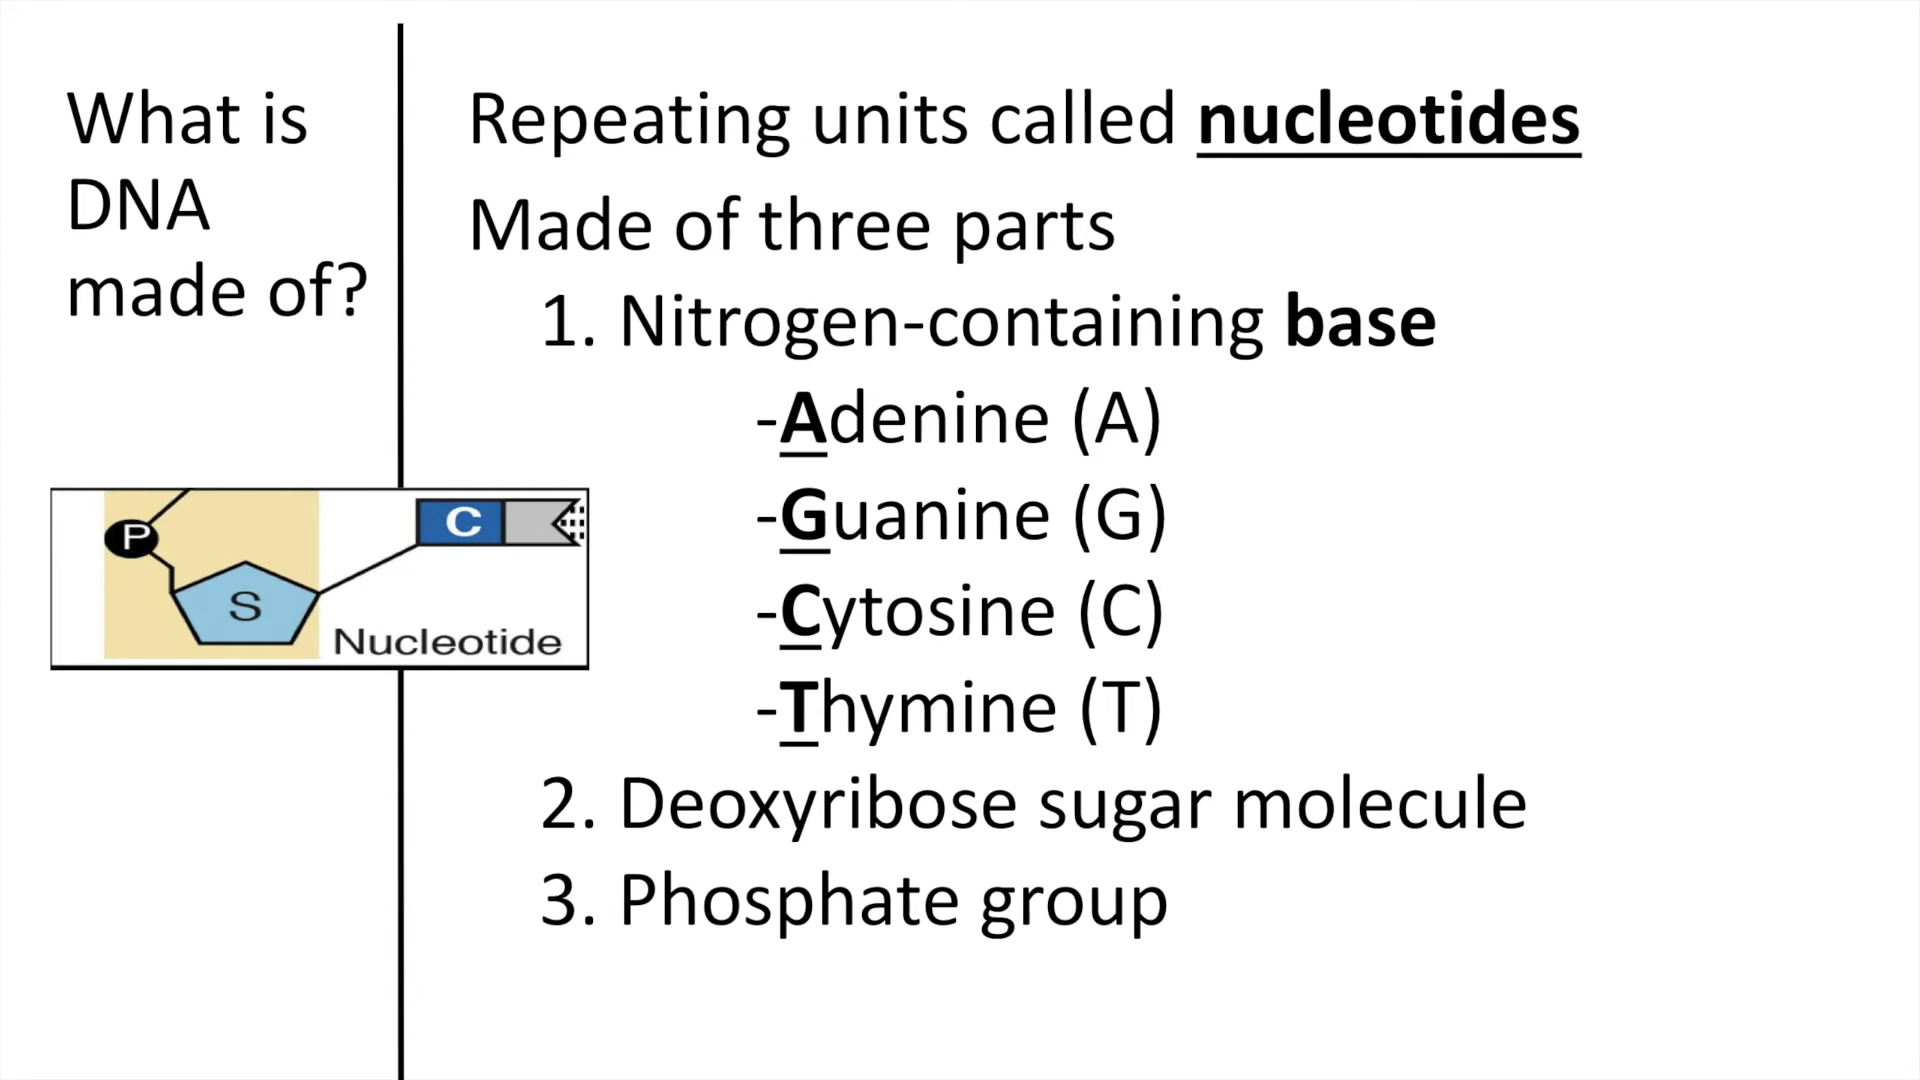 What is
DNA
made of?
Repeating units called nucleotides
Made of three parts
1. Nitrogen-containing base
-Adenine (A)
-Guanine (G)
-Cytosine (C)
-Thymine (T)
2. Deoxyribose sugar molecule
3. Phosphate group
P
C
S
Nucleotide